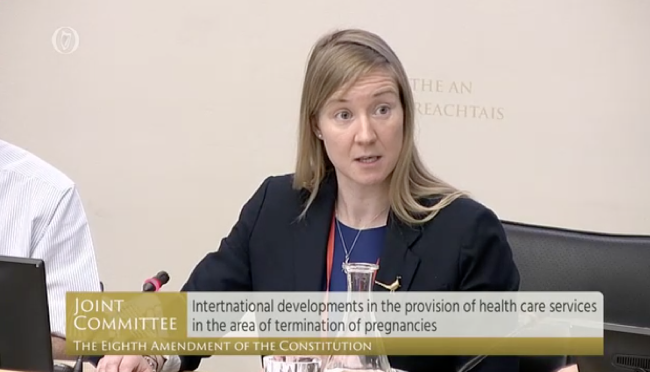 THE AN
REACHTAIS
JOINT
COMMITTEE
Intertnational developments in the provision of health care services
in the area of termination of pregnancies
THE EIGHTH AMENDMENT OF THE CONSTITUTION